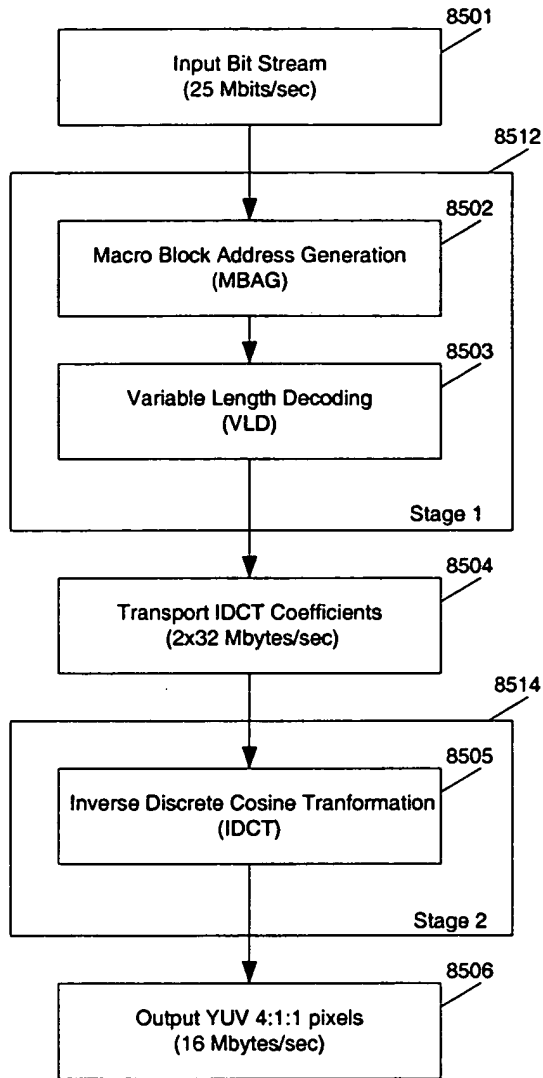 8501
Input Bit Stream
(25 Mbits/sec)
8512
8502
Macro Block Address Generation
(MBAG)
8503
Variable Length Decoding
(VLD)
Stage 1
8504
Transport IDCT Coefficients
(2x32 Mbytes/sec)
8514
8505
Inverse Discrete Cosine Tranformation
(IDCT)
Stage 2
8506
Output YUV 4:1:1 pixels
(16 Mbytes/sec)